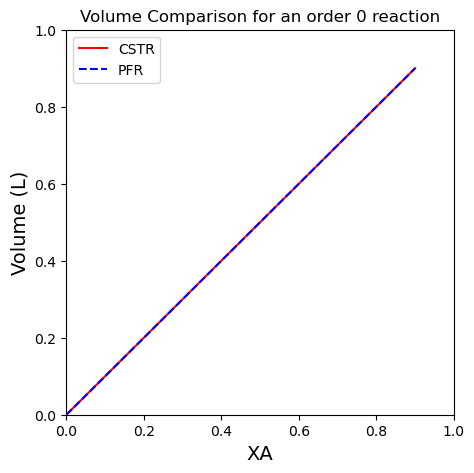 Volume Comparison for an order 0 reaction
CSTR
PFR
Volume (L)
1.0
0.8
0.6
0.4
0.2
0.0
0.0 0.2 0.4 0.6 0.8 1.0
XA